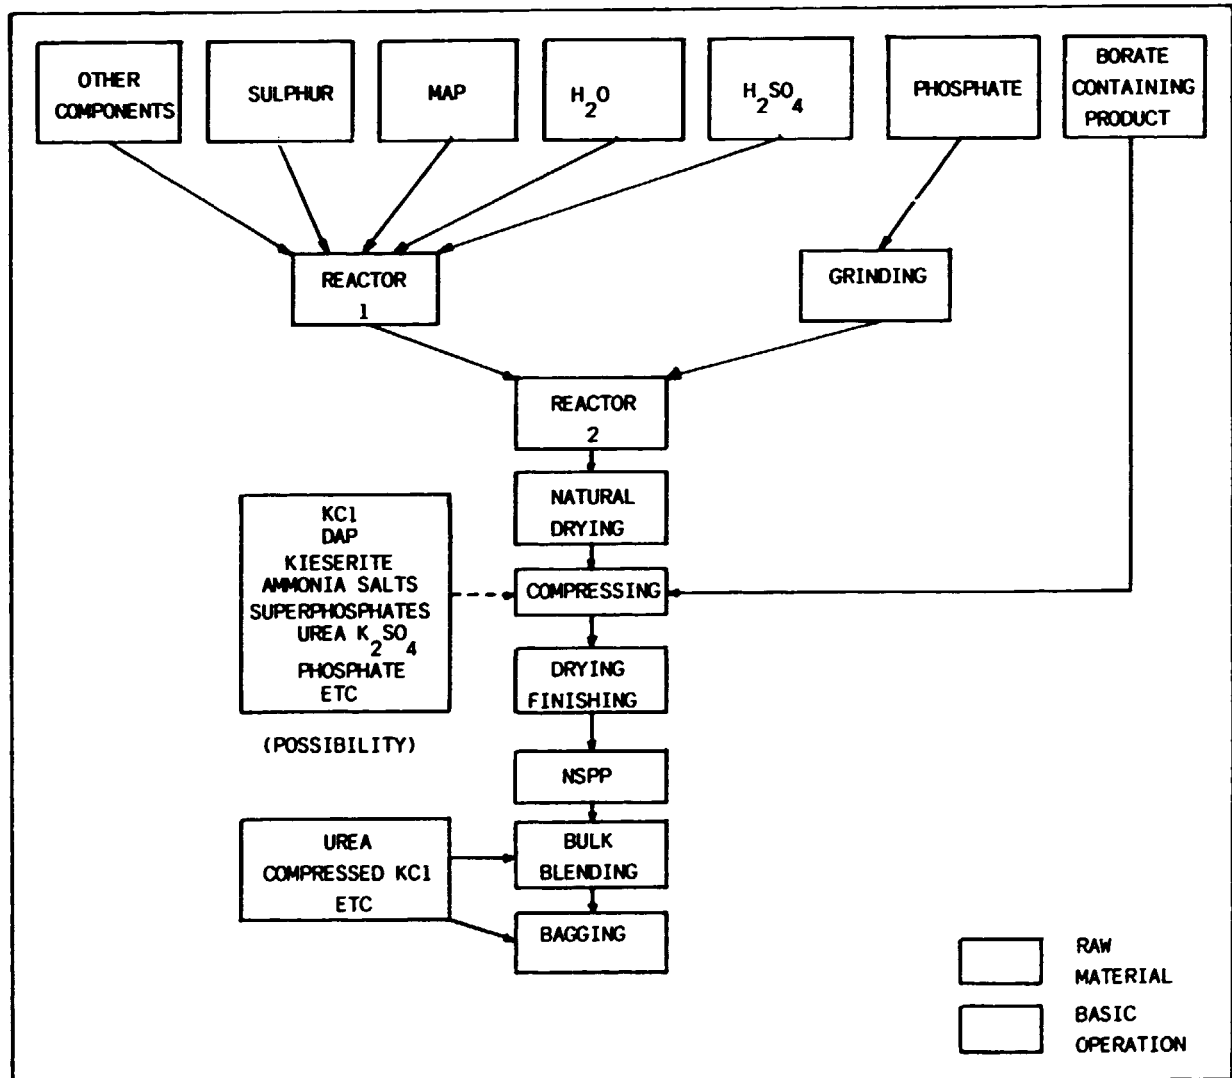 OTHER
COMPONENTS
SULPHUR
MAP
H2O
H2SO4
PHOSPHATE
BORATE
CONTAINING
PRODUCT
REACTOR
1
GRINDING
REACTOR
2
NATURAL
DRYING
KCl
DAP
KIESERITE
AMMONIA SALTS
SUPERPHOSPHATES
UREA K2SO4
PHOSPHATE
ETC
(POSSIBILITY)
COMPRESSING
DRYING
FINISHING
NSPP
UREA
COMPRESSED KCl
ETC
BULK
BLENDING
BAGGING
RAW
MATERIAL
BASIC
OPERATION